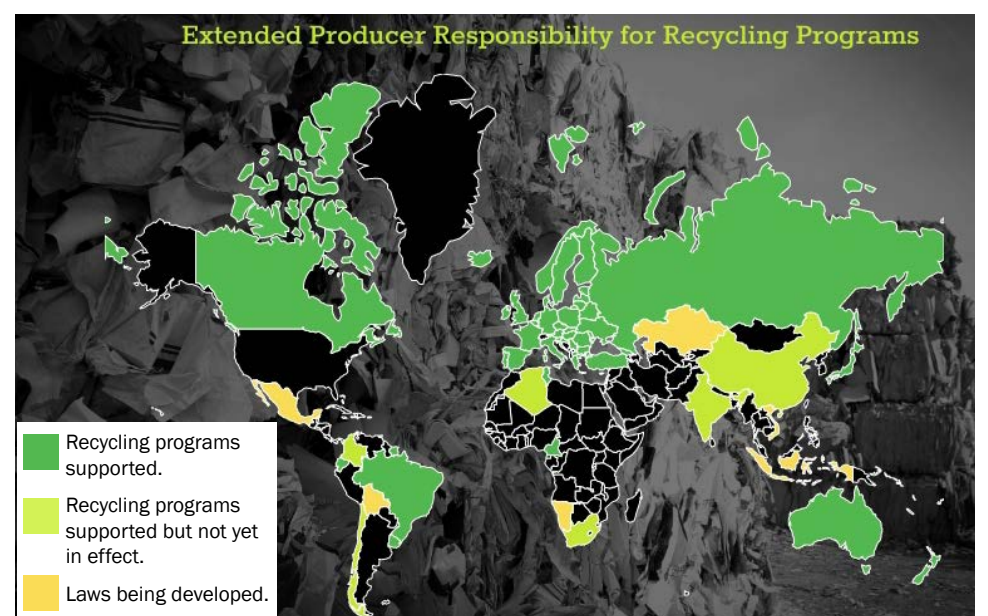 Extended Producer Responsibility for Recycling Programs
Recycling programs
supported.
Recycling programs
supported but not yet
in effect.
Laws being developed.